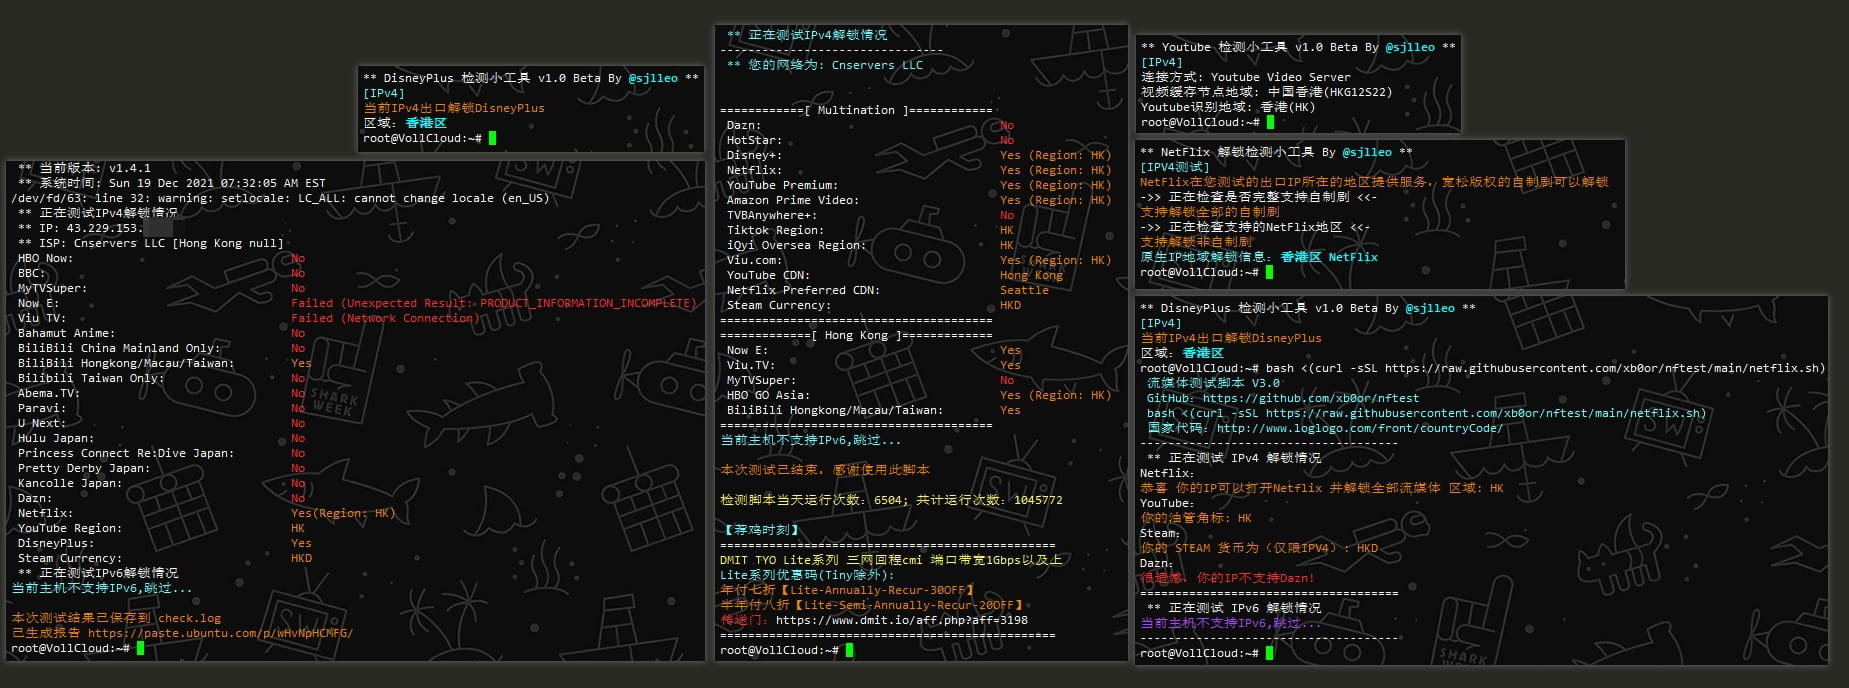 ** DisneyPlus 检测小工具 v1.0 Beta By @sjlleo **
[IPv4]
当前IPv4出口解锁DisneyPlus
区域: 香港区
root@VollCloud:~#
** 当前版本: v1.4.1
** 系统时间: Sun 19 Dec 2021 07:32:05 AM EST
/dev/fd/63: line 32: warning: setlocale: LC_ALL: cannot change locale (en_US)
** 正在测试IPv4解锁情况
** IP: 43.229.153.
** ISP: Cnservers LLC [Hong Kong null]
HBO Now: No
BBC: No
MyTVSuper: No
Now E: Failed (Unexpected Result: PRODUCT_INFORMATION_INCOMPLETE)
Viu TV: Failed (Network Connection)
Bahamut Anime: No
BiliBili China Mainland Only: No
BiliBili Hongkong/Macau/Taiwan: Yes
Bilibili Taiwan Only: No
Abema.TV: No
Paravi: No
U Next: No
Hulu Japan: No
Princess Connect Re:Dive Japan: No
Pretty Derby Japan: No
Kancolle Japan: No
Dazn: No
Netflix: Yes(Region: HK)
YouTube Region: HK
DisneyPlus: Yes
Steam Currency: HKD
** 正在测试IPv6解锁情况
当前主机不支持IPv6,跳过...
本次测试结果已保存到 check.log
已生成报告 https://paste.ubuntu.com/p/wHvNpHCMFG/
root@VollCloud:~#
** 正在测试IPv4解锁情况
--------------------------------
** 您的网络为: Cnservers LLC
============[ Multination ]============
Dazn: No
HotStar: No
Disney+: Yes (Region: HK)
Netflix: Yes (Region: HK)
YouTube Premium: Yes (Region: HK)
Amazon Prime Video: Yes (Region: HK)
TVBAnywhere+: No
Tiktok Region: HK
iQyi Oversea Region: HK
Viu.com: Yes (Region: HK)
YouTube CDN: Hong Kong
Netflix Preferred CDN: Seattle
Steam Currency: HKD
=======================================
=============[ Hong Kong ]=============
Now E: Yes
Viu.TV: Yes
MyTVSuper: No
HBO GO Asia: Yes (Region: HK)
BiliBili Hongkong/Macau/Taiwan: Yes
=======================================
当前主机不支持IPv6,跳过...
本次测试已结束，感谢使用此脚本
检测脚本当天运行次数: 6504; 共计运行次数: 1045772
【荐鸡时刻】
================================================
DMIT TYO Lite系列 三网回程cmi 端口带宽1Gbps以及上
Lite系列优惠码(Tiny除外):
年付七折【Lite-Annually-Recur-30OFF】
半年付八折【Lite-Semi-Annually-Recur-20OFF】
传送门: https://www.dmit.io/aff.php?aff=3198
================================================
root@VollCloud:~#
** Youtube 检测小工具 v1.0 Beta By @sjlleo **
[IPv4]
连接方式: Youtube Video Server
视频缓存节点地域: 中国香港(HKG12S22)
Youtube识别地域: 香港(HK)
root@VollCloud:~#
** NetFlix 解锁检测小工具 By @sjlleo **
[IPV4测试]
NetFlix在您测试的出口IP所在的地区提供服务，宽松版权的自制剧可以解锁
->> 正在检查是否完整支持自制剧 <<-
支持解锁全部的自制剧
->> 正在检查支持的NetFlix地区 <<-
支持解锁非自制剧
原生IP地域解锁信息: 香港区 NetFlix
root@VollCloud:~#
** DisneyPlus 检测小工具 v1.0 Beta By @sjlleo **
[IPv4]
当前IPv4出口解锁DisneyPlus
区域: 香港区
root@VollCloud:~# bash <(curl -sSL https://raw.githubusercontent.com/xb0or/nftest/main/netflix.sh)
流媒体测试脚本 V3.0
GitHub: https://github.com/xb0or/nftest
bash <(curl -sSL https://raw.githubusercontent.com/xb0or/nftest/main/netflix.sh)
国家代码: http://www.loglogo.com/front/countryCode/
-------------------------------------
** 正在测试 IPv4 解锁情况
Netflix:
恭喜 你的IP可以打开Netflix 并解锁全部流媒体 区域: HK
YouTube:
你的油管角标: HK
Steam:
你的 STEAM 货币为（仅限IPV4）: HKD
Dazn:
很遗憾，你的IP不支持Dazn!
=====================================
** 正在测试 IPv6 解锁情况
当前主机不支持IPv6,跳过...
-------------------------------------
root@VollCloud:~#